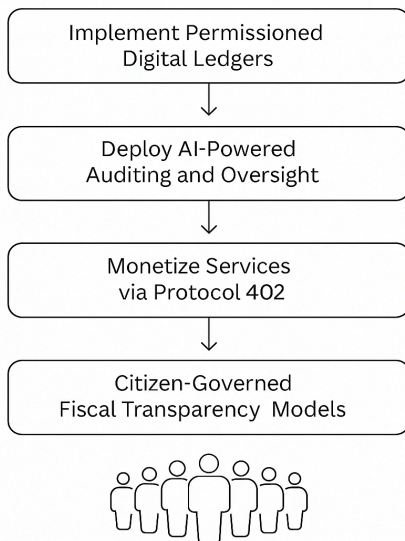 Implement Permissioned
Digital Ledgers
Deploy AI-Powered
Auditing and Oversight
Monetize Services
via Protocol 402
Citizen-Governed
Fiscal Transparency Models